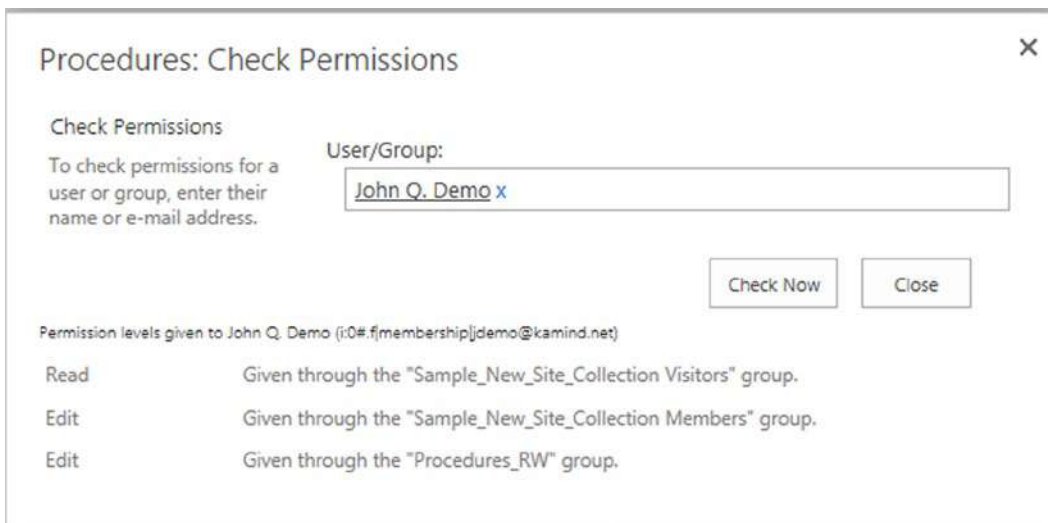 Procedures: Check Permissions
Check Permissions
To check permissions for a
user or group, enter their
name or e-mail address.
User/Group:
John Q. Demo x
Check Now
Close
Permission levels given to John Q. Demo (i:0#.f|membership|jdemo@kamind.net)
Read Given through the "Sample_New_Site_Collection Visitors" group.
Edit Given through the "Sample_New_Site_Collection Members" group.
Edit Given through the "Procedures_RW" group.